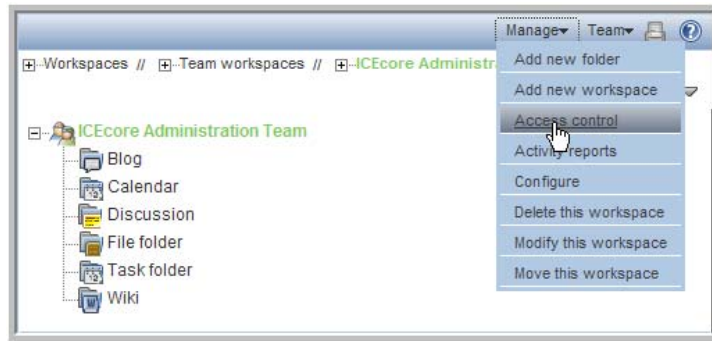 Manage Team
Workspaces // Team workspaces // ICEcore Administr
Add new folder
Add new workspace
Access control
Activity reports
Configure
Delete this workspace
Modify this workspace
Move this workspace
ICEcore Administration Team
Blog
Calendar
Discussion
File folder
Task folder
Wiki